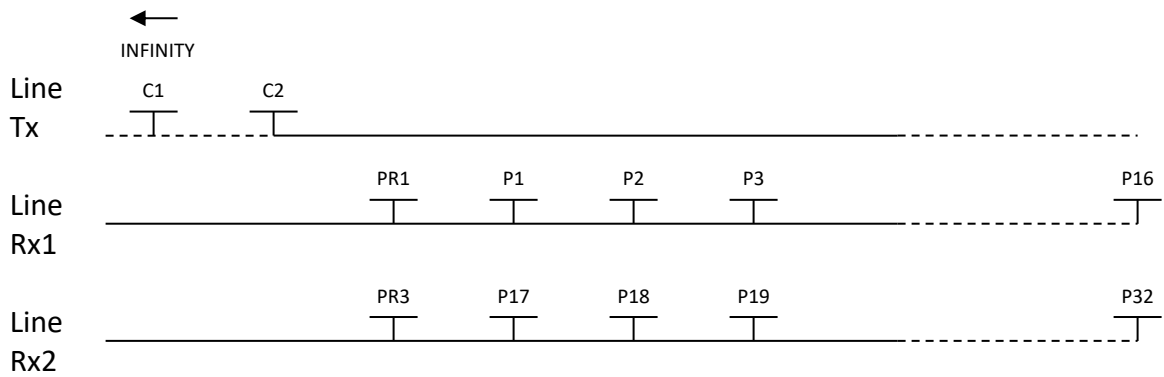 INFINITY
Line Tx
C1 C2
Line Rx1
PR1 P1 P2 P3 P16
Line Rx2
PR3 P17 P18 P19 P32